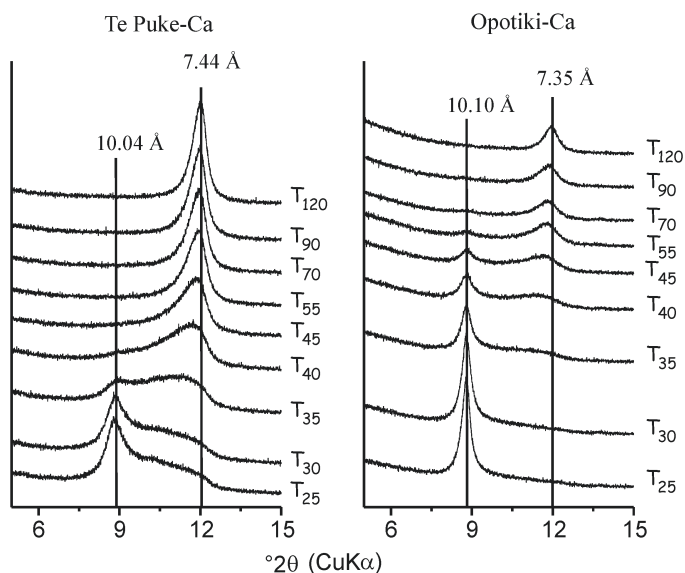 Te Puke-Ca
7.44 Å
10.04 Å
T120
T90
T70
T55
T45
T40
T35
T30
T25
6 9 12 15
Opotiki-Ca
7.35 Å
10.10 Å
T120
T90
T70
T55
T45
T40
T35
T30
T25
6 9 12 15
°2θ (CuKα)